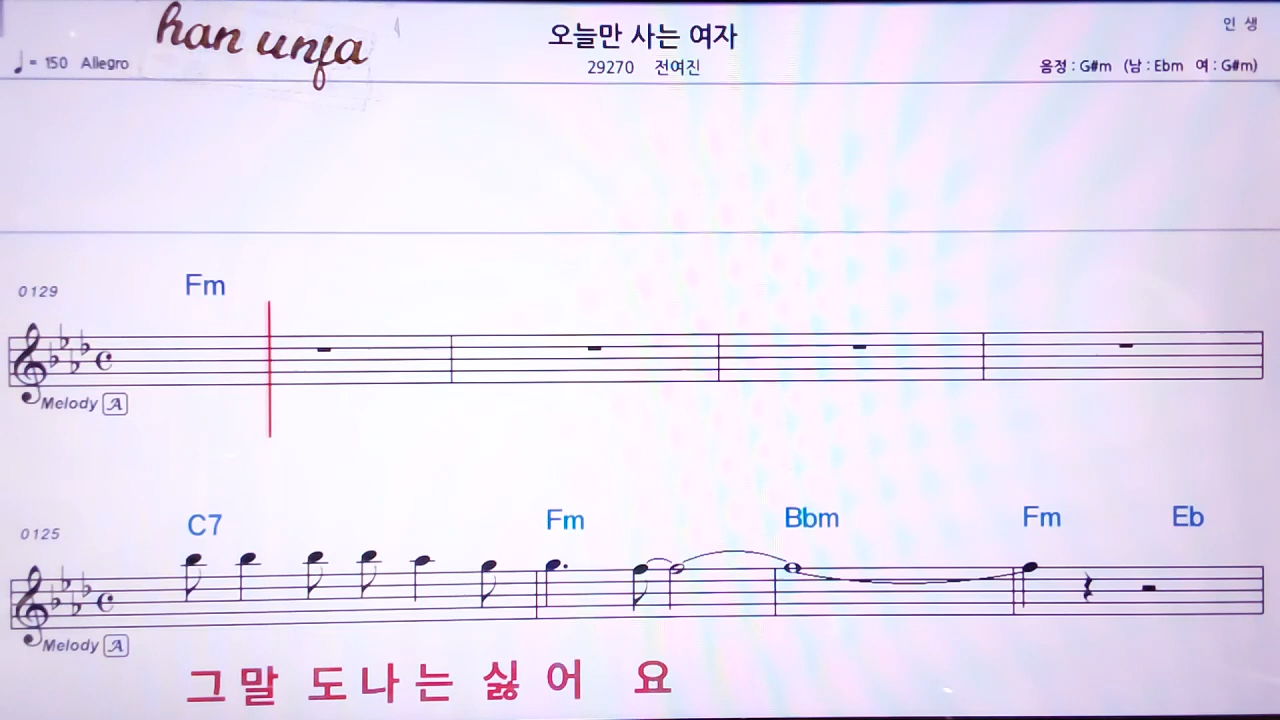 han unja
오늘만 사는 여자
인 생
♩= 150 Allegro
29270 전여진
음정 : G#m (남 : Ebm 여 : G#m)
0129
Fm
Melody A
0125
C7 Fm Bbm Fm Eb
Melody A
그말 도나는 싫어 요